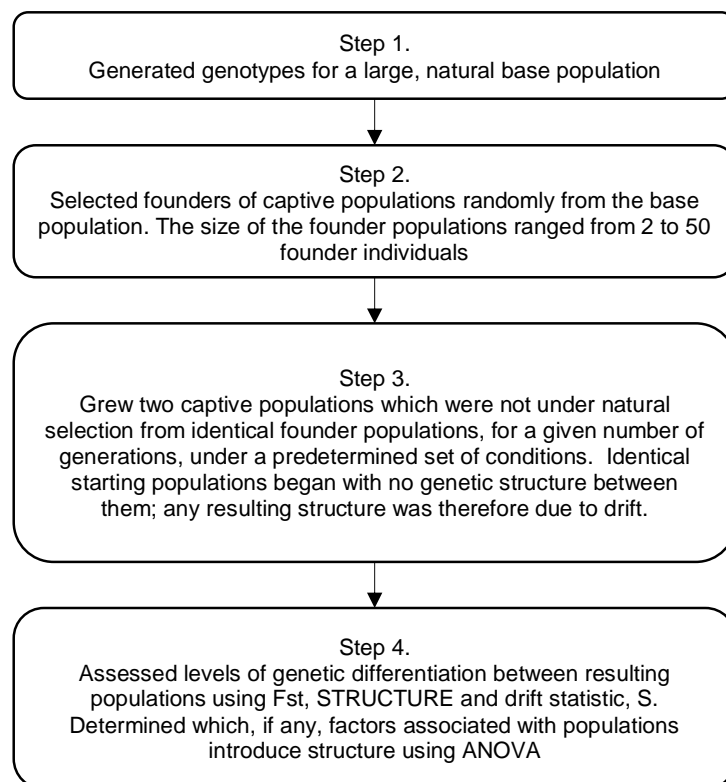 Step 1.
Generated genotypes for a large, natural base population
Step 2.
Selected founders of captive populations randomly from the base
population. The size of the founder populations ranged from 2 to 50
founder individuals
Step 3.
Grew two captive populations which were not under natural
selection from identical founder populations, for a given number of
generations, under a predetermined set of conditions.  Identical
starting populations began with no genetic structure between
them; any resulting structure was therefore due to drift.
Step 4.
Assessed levels of genetic differentiation between resulting
populations using Fst, STRUCTURE and drift statistic, S.
Determined which, if any, factors associated with populations
introduce structure using ANOVA